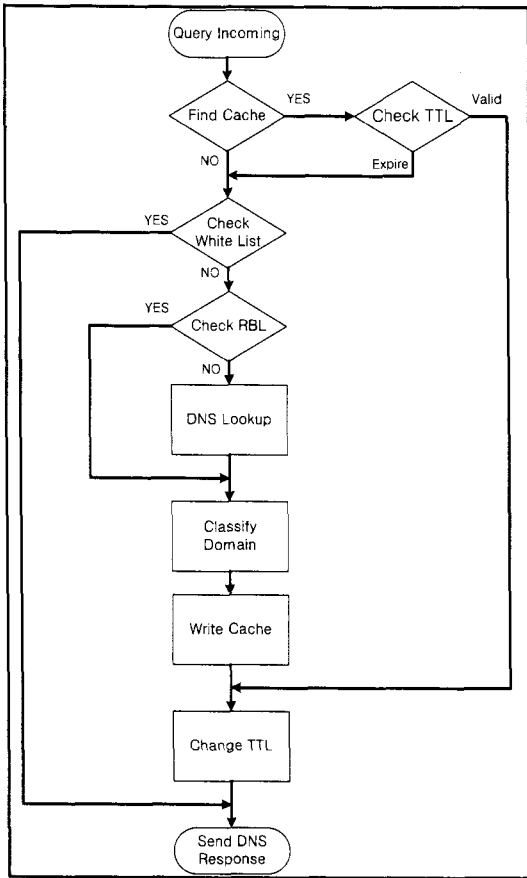 Query Incoming
Find Cache
YES
Check TTL
Valid
NO
Expire
YES
Check
White List
NO
YES
Check RBL
NO
DNS Lookup
Classify
Domain
Write Cache
Change TTL
Send DNS
Response